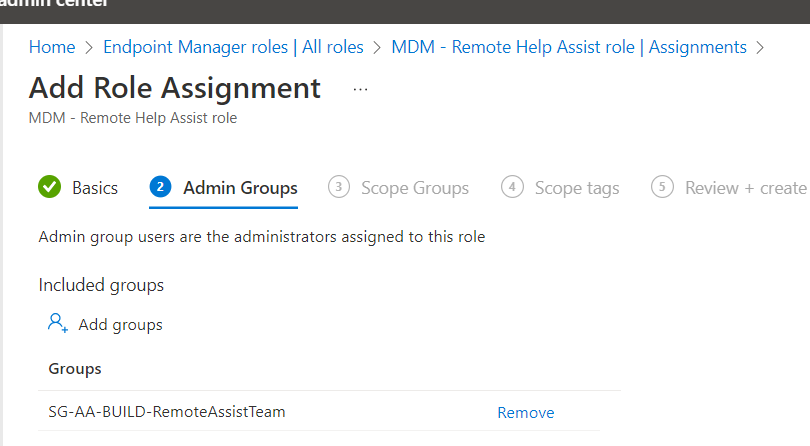 admin center
Home > Endpoint Manager roles | All roles > MDM - Remote Help Assist role | Assignments >
Add Role Assignment ...
MDM - Remote Help Assist role
Basics 2 Admin Groups 3 Scope Groups 4 Scope tags 5 Review + create
Admin group users are the administrators assigned to this role
Included groups
Add groups
Groups
SG-AA-BUILD-RemoteAssistTeam Remove